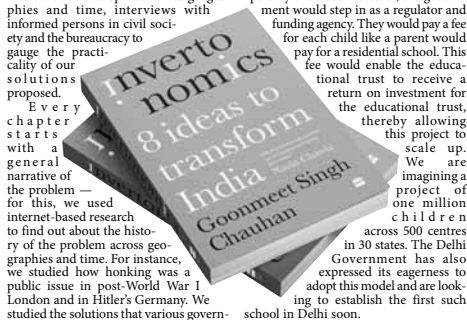 phies and time, interviews with
informed persons in civil soci-
ety and the bureaucracy to
gauge the practi-
cality of our
solutions
proposed.
Every
chapter
starts
with a
general
narrative of
the problem —
for this, we used
internet-based research
to find out about the histo-
ry of the problem across geo-
graphies and time. For instance,
we studied how honking was a
public issue in post-World War I
London and in Hitler's Germany. We
studied the solutions that various govern-
Inverto
nomics
8 ideas to
transform
India
Goonmeet Singh
Chauhan
ment would step in as a regulator and
funding agency. They would pay a fee
for each child like a parent would
pay for a residential school. This
fee would enable the educa-
tional trust to receive a
return on investment for
the educational trust,
thereby allowing
this project to
scale up.
We are
imagining a
project of
one million
children
across 500 centres
in 30 states. The Delhi
Government has also
expressed its eagerness to
adopt this model and are look-
ing to establish the first such
school in Delhi soon.